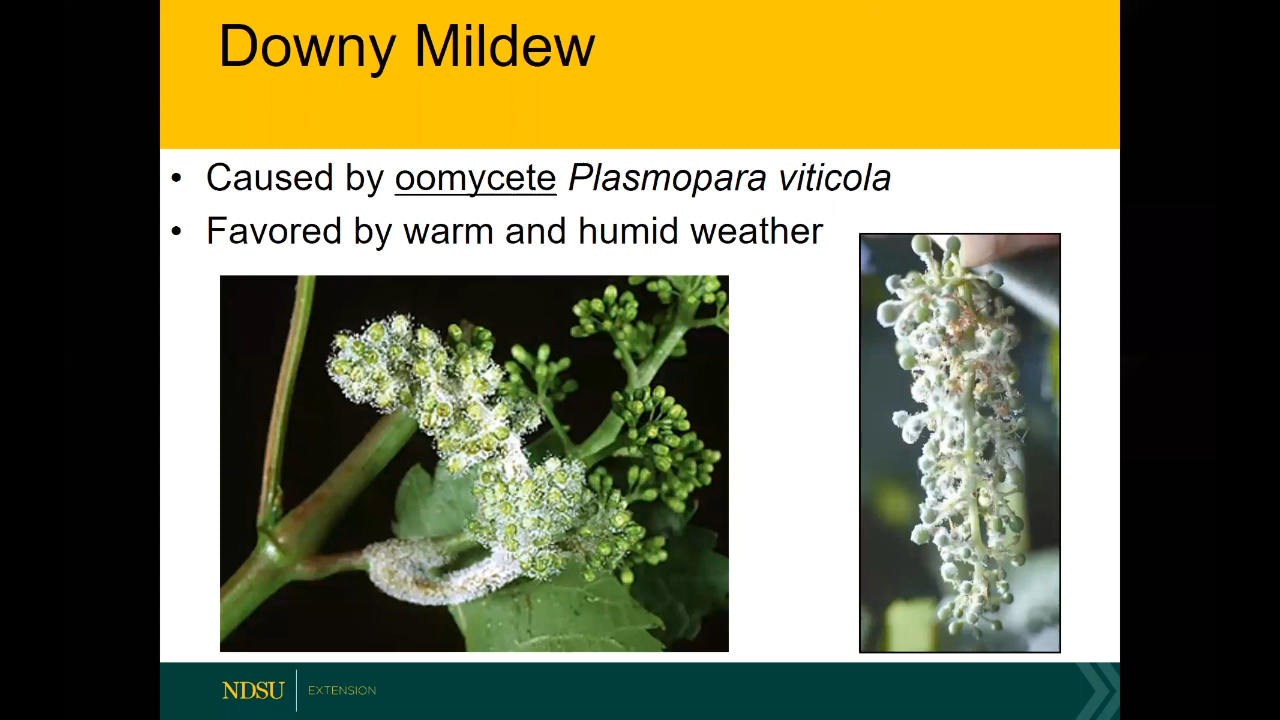 Downy Mildew
• Caused by oomycete Plasmopara viticola
• Favored by warm and humid weather
NDSU EXTENSION